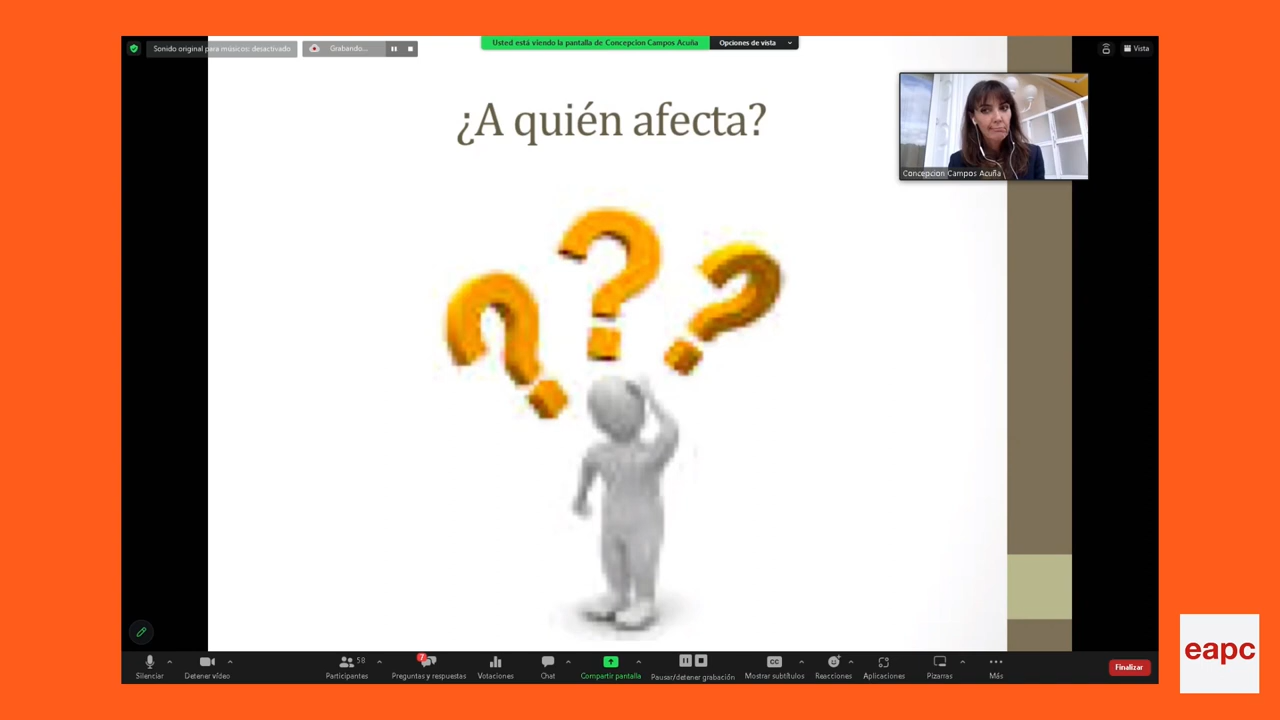 Sonido original para músicos: desactivado
Grabando...
Usted está viendo la pantalla de Concepcion Campos Acuña
Opciones de vista
Vista
¿A quién afecta?
Concepcion Campos Acuña
Silenciar
Detener vídeo
58
Participantes
7
Preguntas y respuestas
Votaciones
Chat
Compartir pantalla
Pausar/detener grabación
CC
Mostrar subtítulos
Reacciones
Aplicaciones
Pizarras
Más
Finalizar
eapc